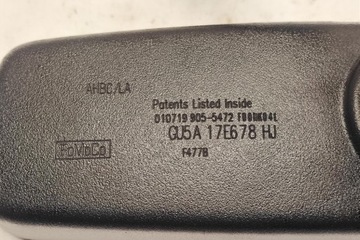 AHBC/LA
Patents Listed Inside
010719 905-5472
GU5A 17E678 HJ
FoMoCo
F477B